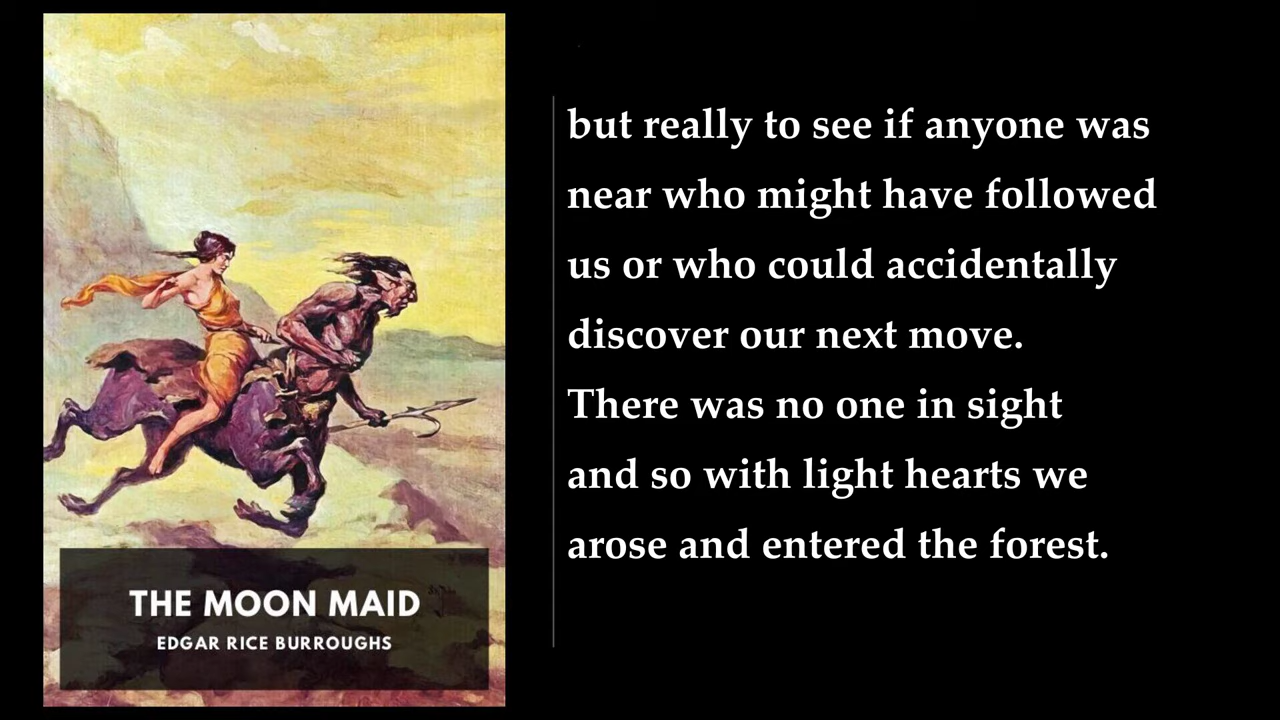 THE MOON MAID
EDGAR RICE BURROUGHS
but really to see if anyone was
near who might have followed
us or who could accidentally
discover our next move.
There was no one in sight
and so with light hearts we
arose and entered the forest.